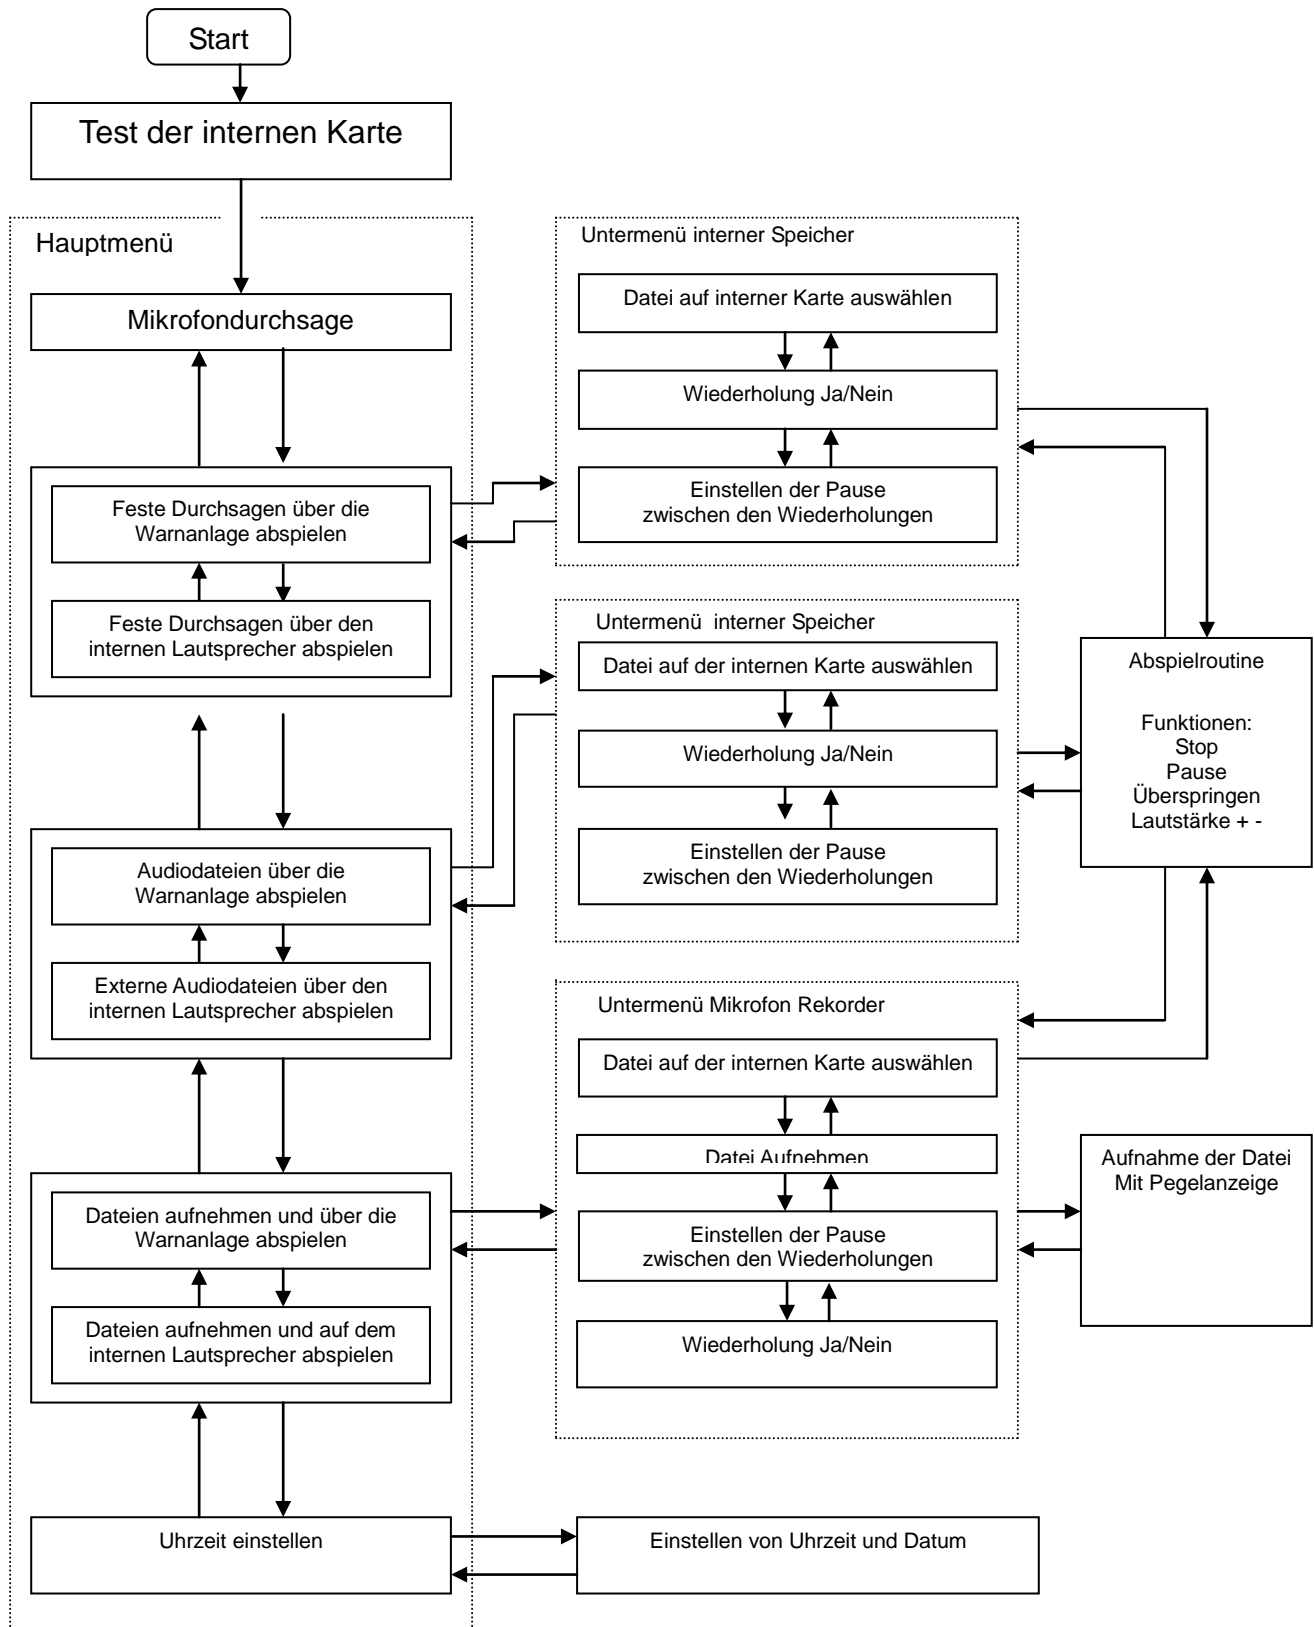 Start
Test der internen Karte
Hauptmenü
Mikrofondurchsage
Feste Durchsagen über die
Warnanlage abspielen
Feste Durchsagen über den
internen Lautsprecher abspielen
Audiodateien über die
Warnanlage abspielen
Externe Audiodateien über den
internen Lautsprecher abspielen
Dateien aufnehmen und über die
Warnanlage abspielen
Dateien aufnehmen und auf dem
internen Lautsprecher abspielen
Uhrzeit einstellen
Untermenü interner Speicher
Datei auf interner Karte auswählen
Wiederholung Ja/Nein
Einstellen der Pause
zwischen den Wiederholungen
Untermenü  interner Speicher
Datei auf der internen Karte auswählen
Wiederholung Ja/Nein
Einstellen der Pause
zwischen den Wiederholungen
Untermenü Mikrofon Rekorder
Datei auf der internen Karte auswählen
Datei Aufnehmen
Einstellen der Pause
zwischen den Wiederholungen
Wiederholung Ja/Nein
Einstellen von Uhrzeit und Datum
Abspielroutine
Funktionen:
Stop
Pause
Überspringen
Lautstärke + -
Aufnahme der Datei
Mit Pegelanzeige